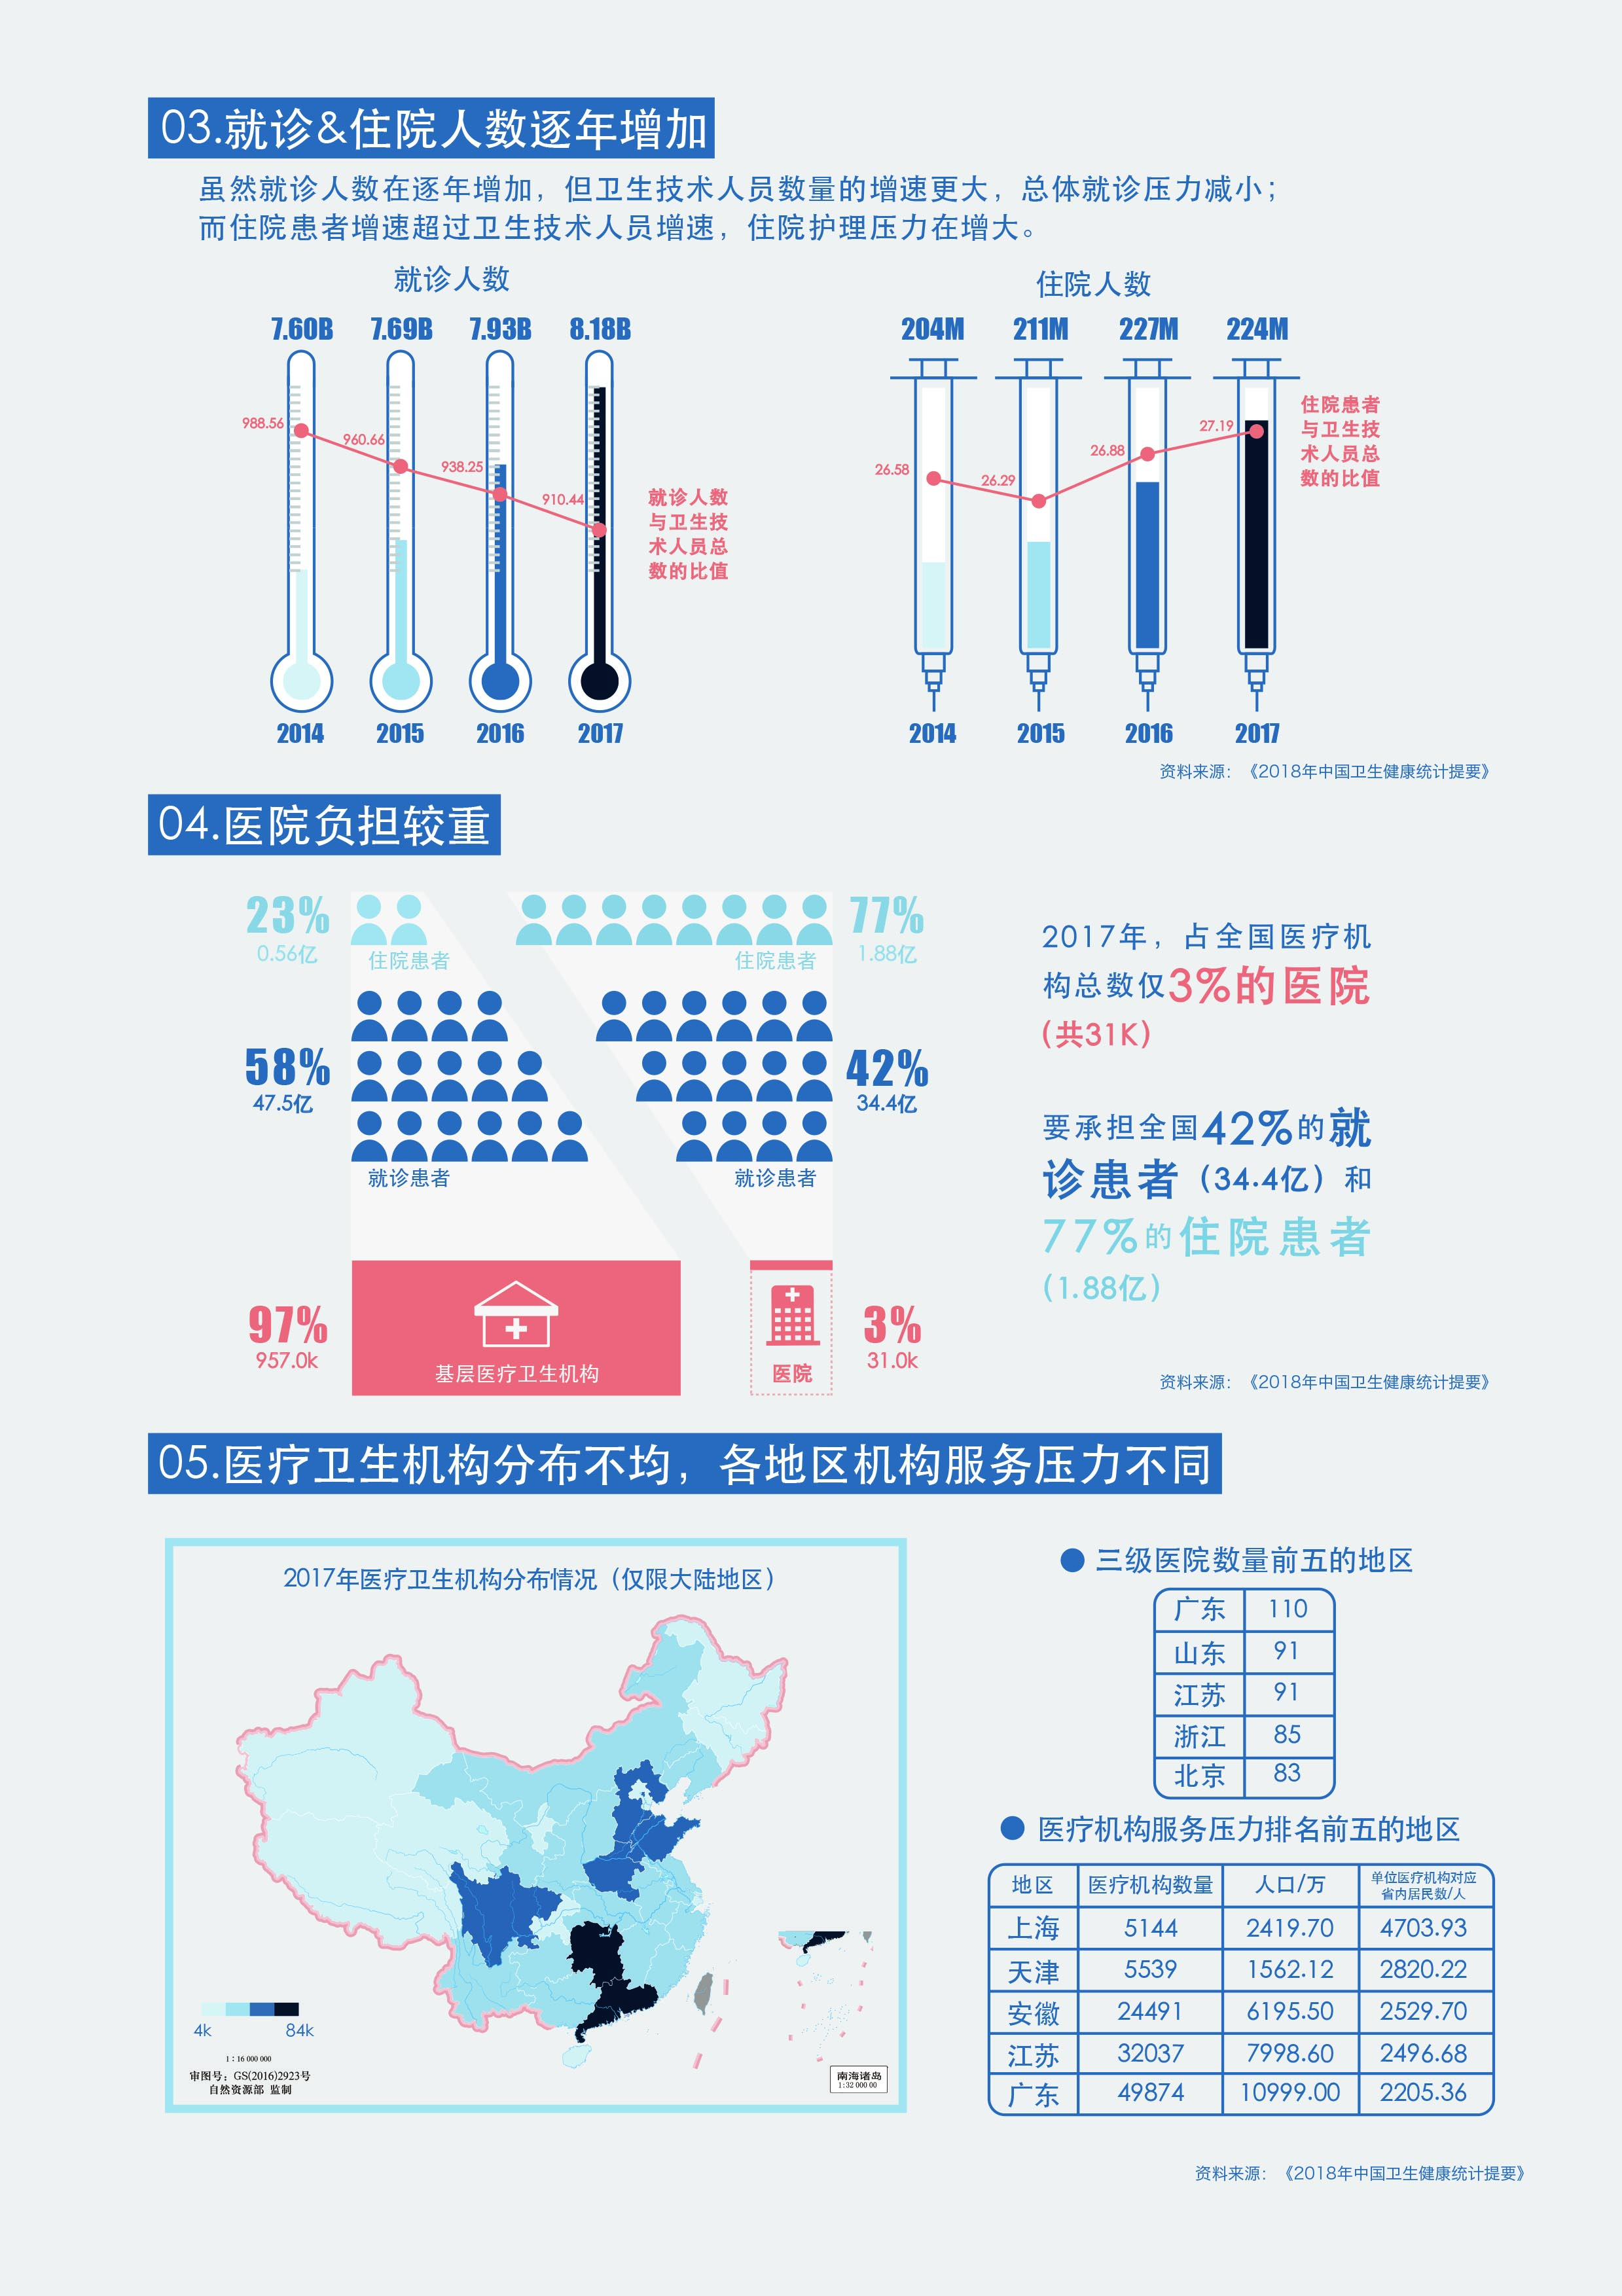 03.就诊&住院人数逐年增加
虽然就诊人数在逐年增加，但卫生技术人员数量的增速更大，总体就诊压力减小；
而住院患者增速超过卫生技术人员增速，住院护理压力在增大。
就诊人数
7.60B 7.69B 7.93B 8.18B
988.56
960.66
938.25
910.44
就诊人数
与卫生技
术人员总
数的比值
2014 2015 2016 2017
住院人数
204M 211M 227M 224M
26.58
26.29
26.88
27.19
住院患者
与卫生技
术人员总
数的比值
2014 2015 2016 2017
资料来源：《2018年中国卫生健康统计提要》
04.医院负担较重
23%
0.56亿
住院患者
住院患者
77%
1.88亿
58%
47.5亿
就诊患者
就诊患者
42%
34.4亿
97%
957.0k
基层医疗卫生机构
医院
3%
31.0k
2017年，占全国医疗机
构总数仅3%的医院
(共31K)
要承担全国42%的就
诊患者（34.4亿）和
77%的住院患者
(1.88亿)
资料来源：《2018年中国卫生健康统计提要》
05.医疗卫生机构分布不均，各地区机构服务压力不同
2017年医疗卫生机构分布情况（仅限大陆地区）
4k 84k
1：16 000 000
审图号：GS(2016)2923号
自然资源部 监制
南海诸岛
1:32 000 00
三级医院数量前五的地区
广东 110
山东 91
江苏 91
浙江 85
北京 83
医疗机构服务压力排名前五的地区
地区 医疗机构数量 人口/万 单位医疗机构对应
省内居民数/人
上海 5144 2419.70 4703.93
天津 5539 1562.12 2820.22
安徽 24491 6195.50 2529.70
江苏 32037 7998.60 2496.68
广东 49874 10999.00 2205.36
资料来源：《2018年中国卫生健康统计提要》